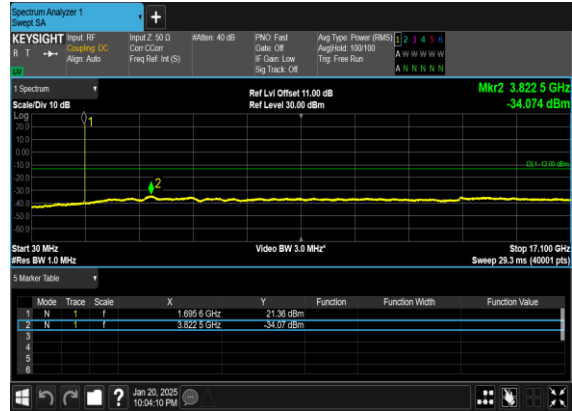 Spectrum Analyzer 1
Swept SA
+
KEYSIGHT Input: RF Input Z: 50 Ω #Atten: 40 dB PNO: Fast Avg Type: Power (RMS) 1 2 3 4 5 6
R T Coupling: DC Corr CCorr Gate: Off Avg|Hold: 100/100 A W W W W W
Align: Auto Freq Ref: Int (S) IF Gain: Low Trig: Free Run
Sig Track: Off A N N N N N
1 Spectrum Ref Lvl Offset 11.00 dB Mkr2 3.822 5 GHz
Scale/Div 10 dB Ref Level 30.00 dBm -34.074 dBm
Log
20.0
10.0
0.00
-10.0
DL1 -13.00 dBm
-20.0
-30.0
-40.0
-50.0
-60.0
1
2
Start 30 MHz Video BW 3.0 MHz* Stop 17.100 GHz
#Res BW 1.0 MHz Sweep 29.3 ms (40001 pts)
5 Marker Table
Mode Trace Scale X Y Function Function Width Function Value
1 N 1 f 1.695 6 GHz 21.36 dBm
2 N 1 f 3.822 5 GHz -34.07 dBm
3
4
5
6
? Jan 20, 2025
10:04:10 PM